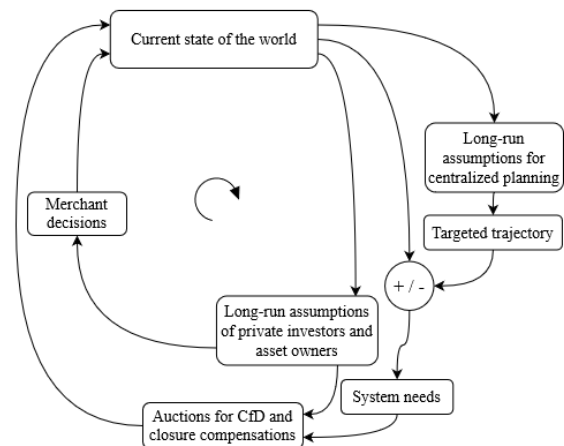 Current state of the world
Long-run
assumptions for
centralized planning
Merchant
decisions
Targeted trajectory
+ / -
Long-run assumptions
of private investors and
asset owners
System needs
Auctions for CfD and
closure compensations